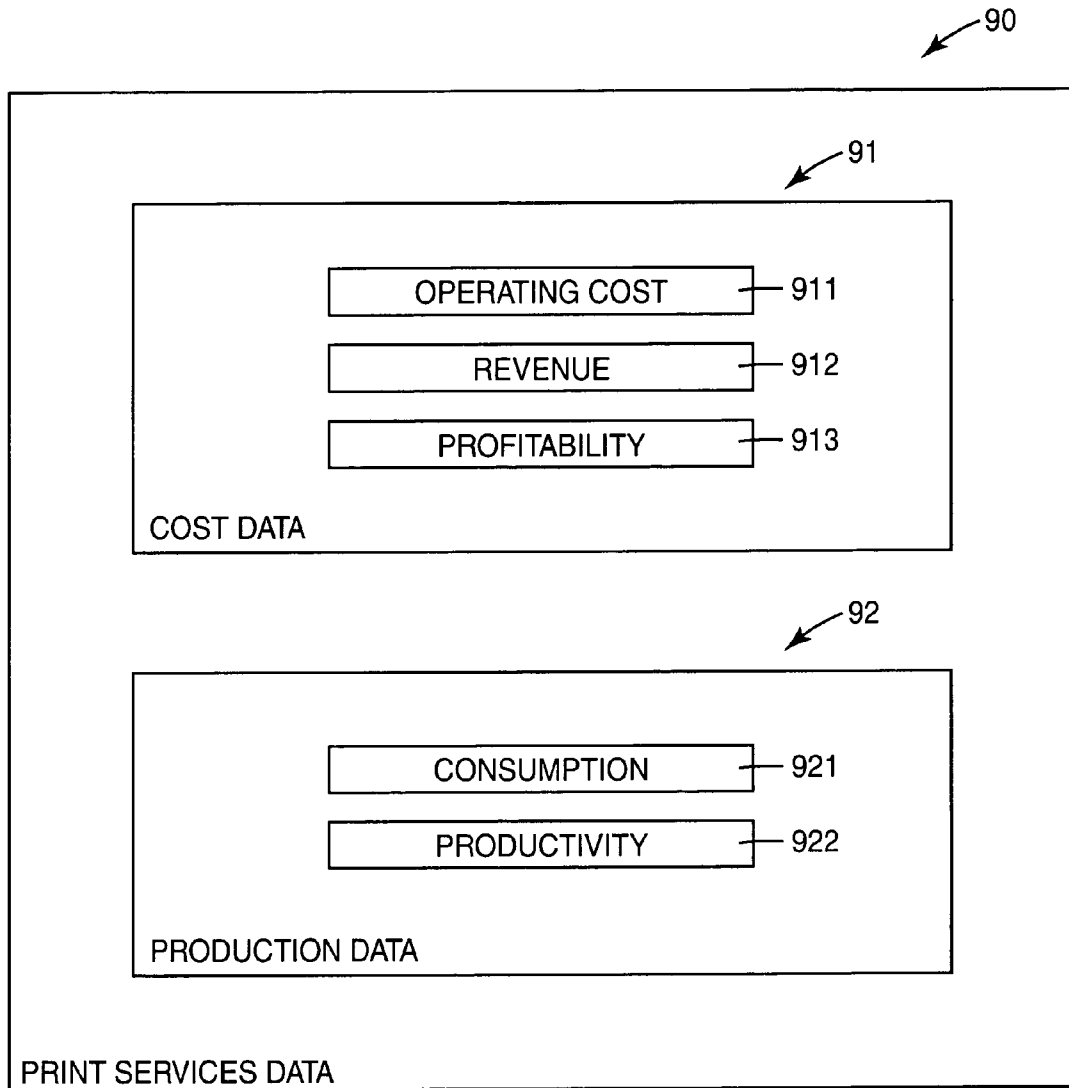 90
91
OPERATING COST 911
REVENUE 912
PROFITABILITY 913
COST DATA
92
CONSUMPTION 921
PRODUCTIVITY 922
PRODUCTION DATA
PRINT SERVICES DATA